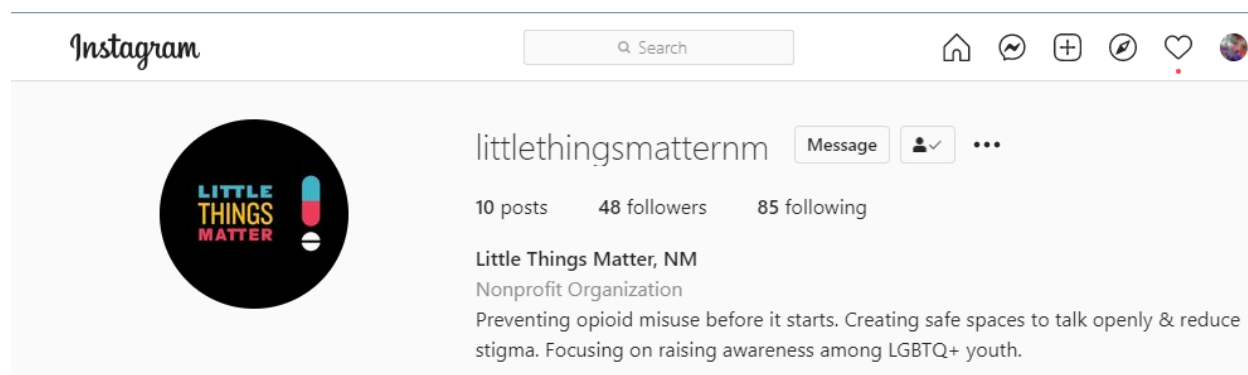 Instagram
Search
LITTLE
THINGS
MATTER
littlethingsmatternm Message
10 posts 48 followers 85 following
Little Things Matter, NM
Nonprofit Organization
Preventing opioid misuse before it starts. Creating safe spaces to talk openly & reduce
stigma. Focusing on raising awareness among LGBTQ+ youth.